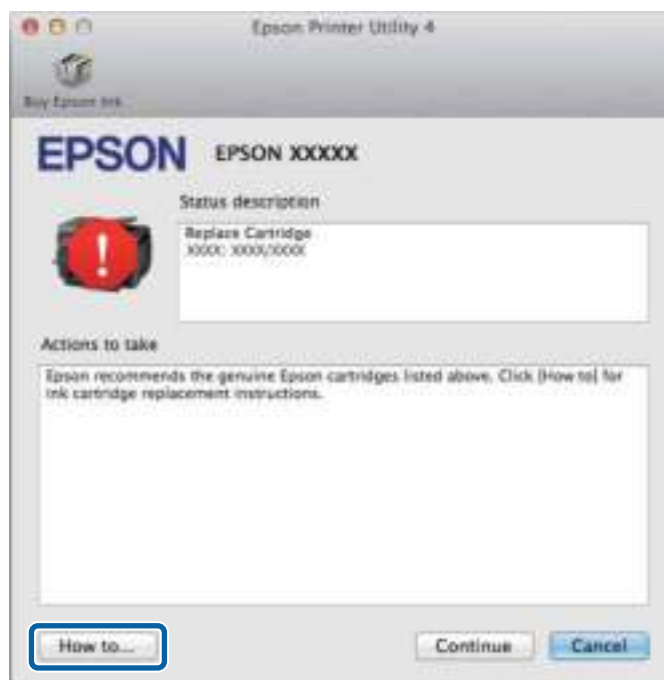 Epson Printer Utility 4
Buy Epson Ink
EPSON EPSON XXXXX
Status description
Replace Cartridge
XXXX: XXXX/XXXX
Actions to take
Epson recommends the genuine Epson cartridges listed above. Click [How to] for
ink cartridge replacement instructions.
How to...
Continue
Cancel